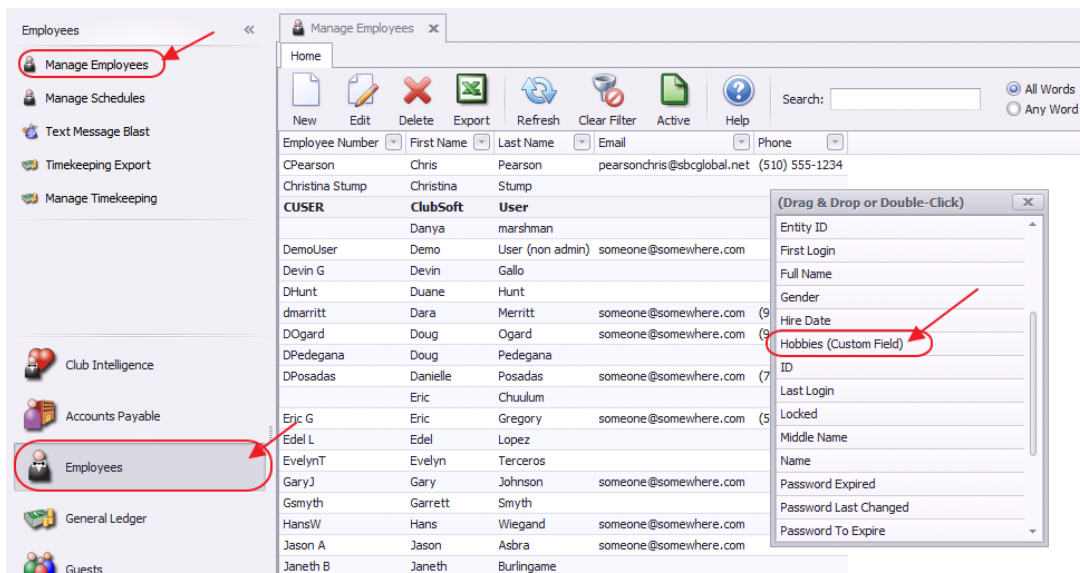 Employees
Manage Employees
Manage Schedules
Text Message Blast
Timekeeping Export
Manage Timekeeping
Club Intelligence
Accounts Payable
Employees
General Ledger
Guests
Manage Employees
Home
New Edit Delete Export Refresh Clear Filter Active Help
Search:
All Words
Any Word
Employee Number First Name Last Name Email Phone
CPearson Chris Pearson pearsonchris@sbcglobal.net (510) 555-1234
Christina Stump Christina Stump
CUSER ClubSoft User
Danya marshman
DemoUser Demo User (non admin) someone@somewhere.com
Devin G Devin Gallo
DHunt Duane Hunt
dmarritt Dara Merritt someone@somewhere.com (9
DOgard Doug Ogard someone@somewhere.com (9
DPedegana Doug Pedegana
DPosadas Danielle Posadas someone@somewhere.com (7
Eric Chuulum
Eric G Eric Gregory someone@somewhere.com (5
Edel L Edel Lopez
EvelynT Evelyn Terceros
GaryJ Gary Johnson someone@somewhere.com
Gsmyth Garrett Smyth
HansW Hans Wiegand someone@somewhere.com
Jason A Jason Asbra someone@somewhere.com
Janeth B Janeth Burlingame
(Drag & Drop or Double-Click)
Entity ID
First Login
Full Name
Gender
Hire Date
Hobbies (Custom Field)
ID
Last Login
Locked
Middle Name
Name
Password Expired
Password Last Changed
Password To Expire